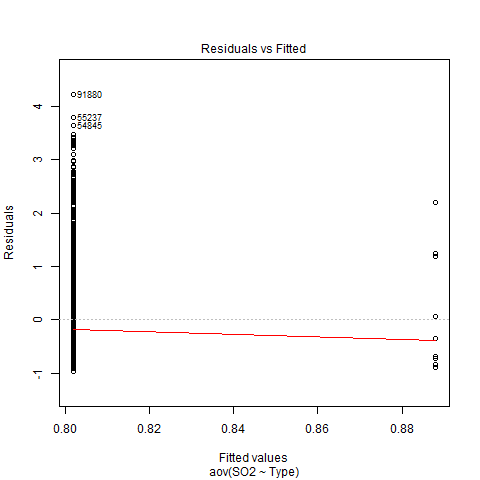 Residuals vs Fitted
91880
55237
54845
Residuals
4
3
2
1
0
-1
0.80 0.82 0.84 0.86 0.88
Fitted values
aov(SO2 ~ Type)